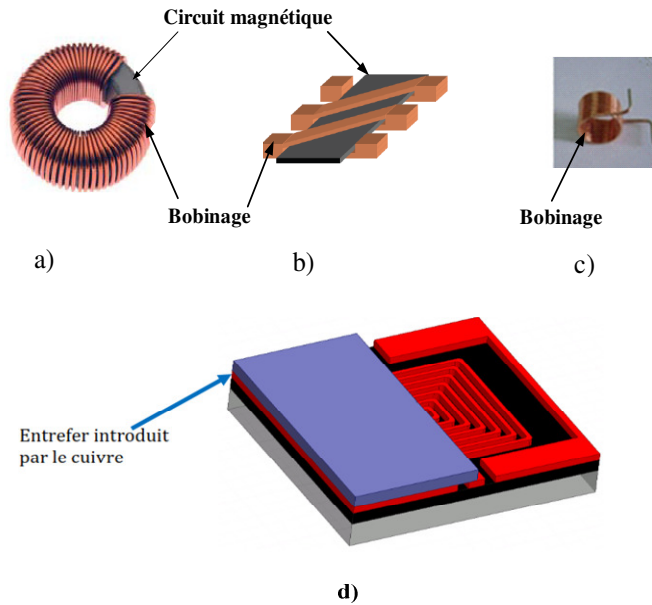 Circuit magnétique
Bobinage
Bobinage
a)
b)
c)
Entrefer introduit
par le cuivre
d)